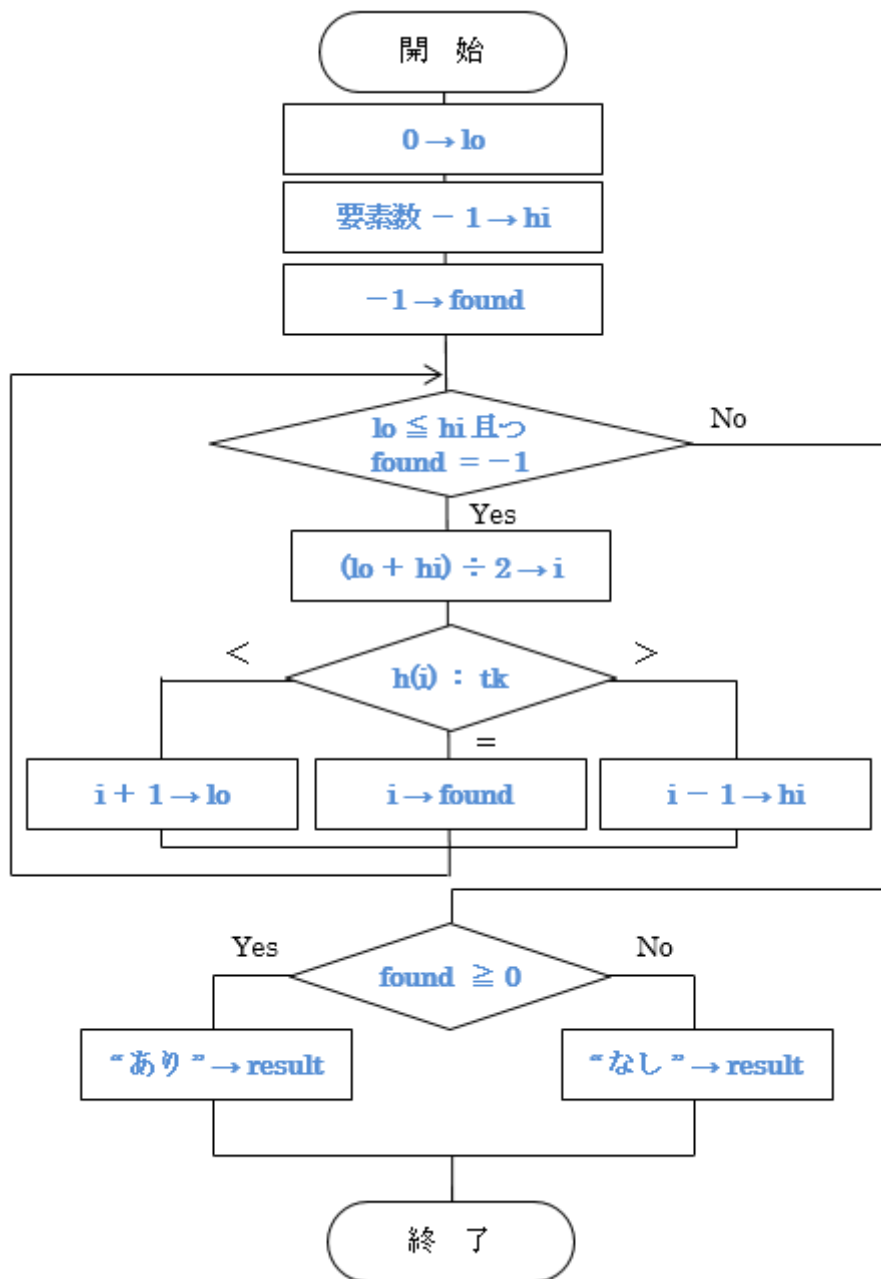 開 始
0 → lo
要素数 − 1 → hi
−1 → found
lo ≦ hi 且つ
found = −1
No
Yes
(lo + hi) ÷ 2 → i
＜
＞
h(i) : tk
=
i + 1 → lo
i → found
i − 1 → hi
Yes
No
found ≧ 0
“あり” → result
“なし” → result
終 了